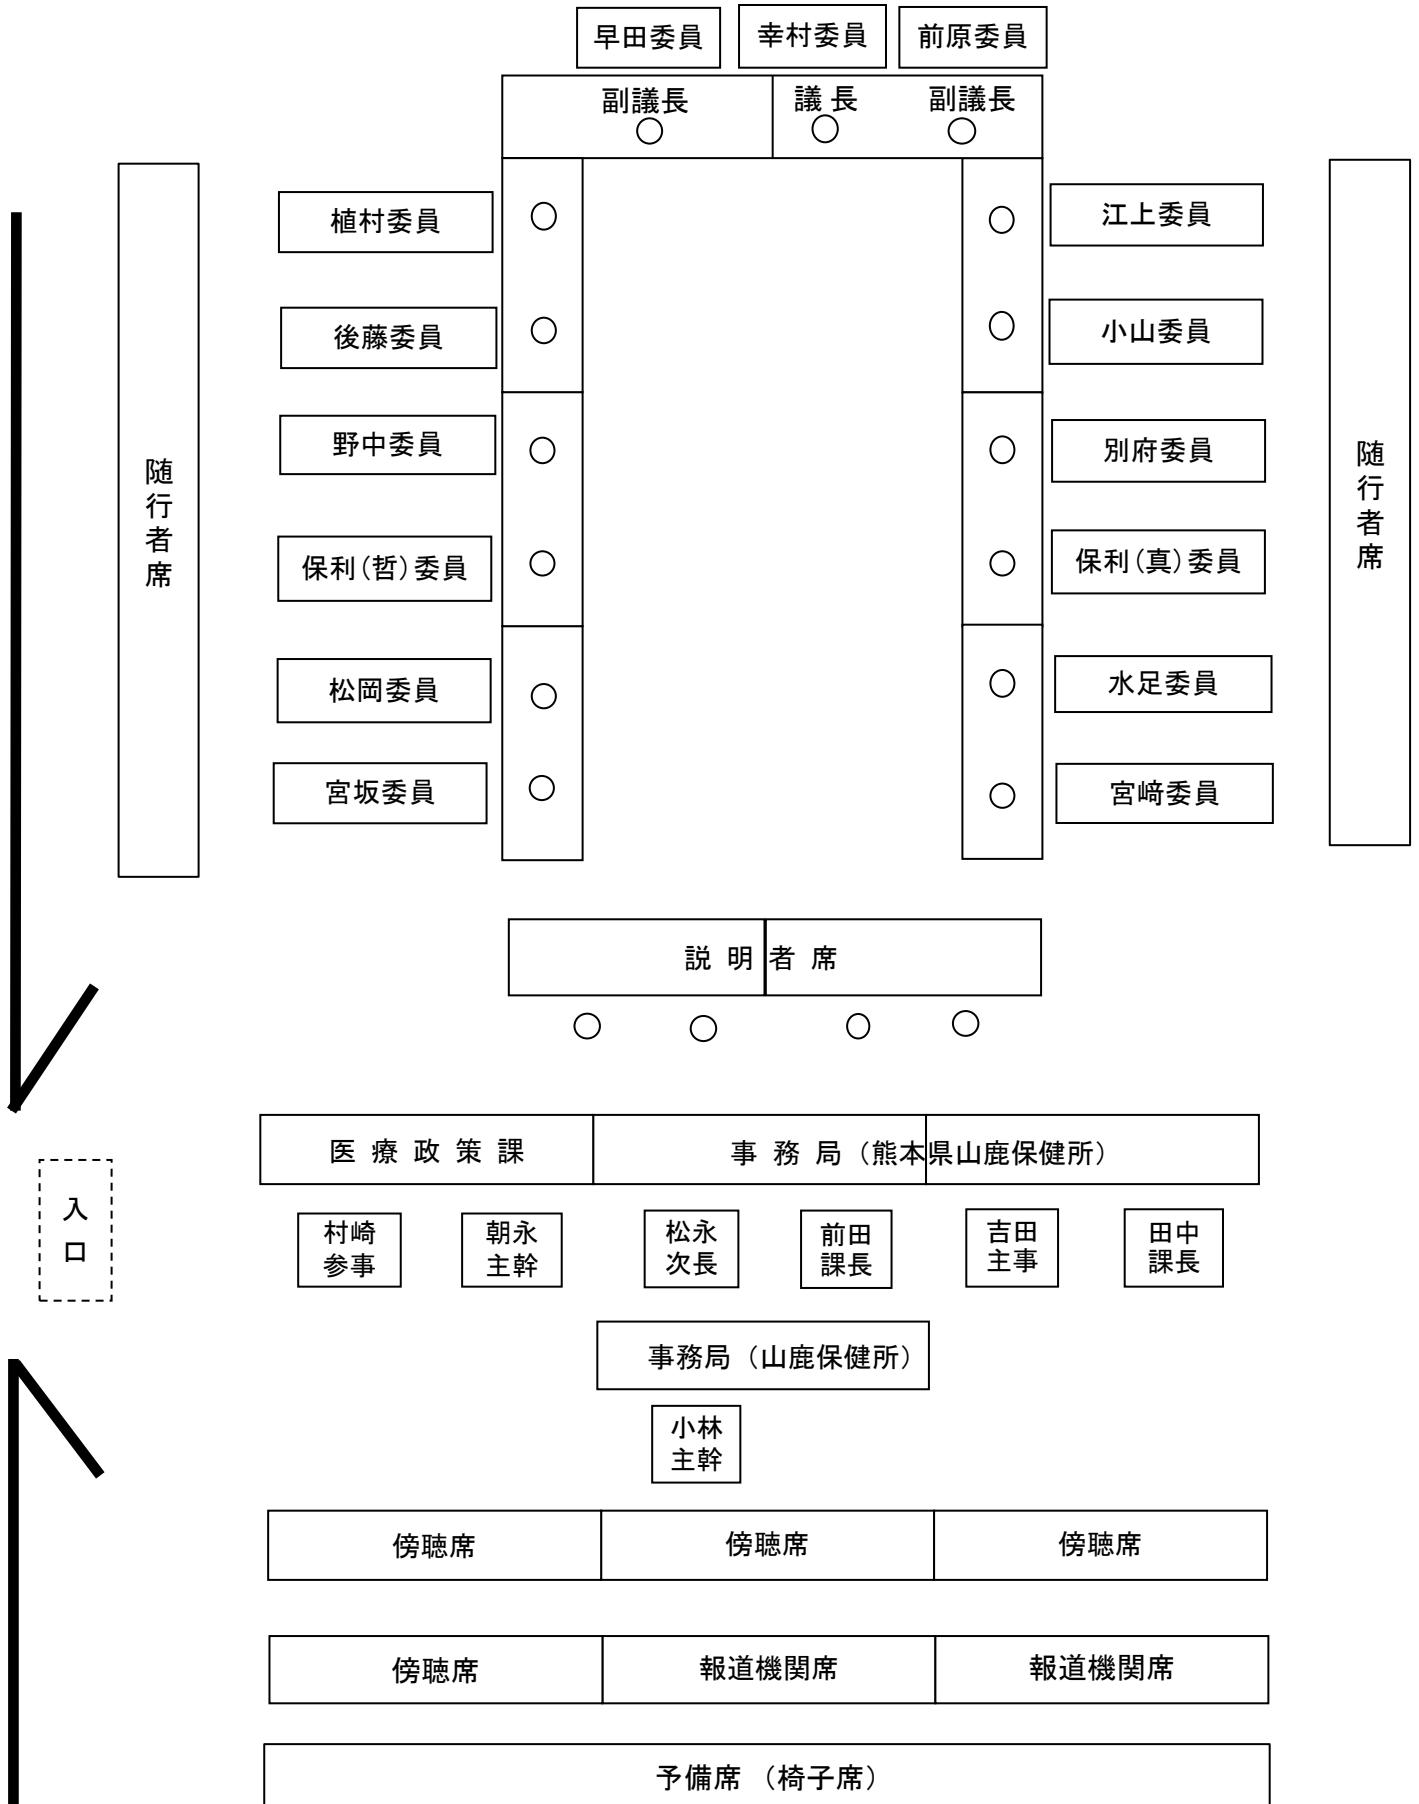 早田委員
幸村委員
前原委員
副議長
議 長
副議長
植村委員
江上委員
後藤委員
小山委員
野中委員
別府委員
保利(哲)委員
保利(真)委員
松岡委員
水足委員
宮坂委員
宮﨑委員
随行者席
随行者席
説 明 者 席
医 療 政 策 課
事 務 局 (熊本県山鹿保健所)
入口
村崎
参事
朝永
主幹
松永
次長
前田
課長
吉田
主事
田中
課長
事務局 (山鹿保健所)
小林
主幹
傍聴席
傍聴席
傍聴席
傍聴席
報道機関席
報道機関席
予備席 (椅子席)